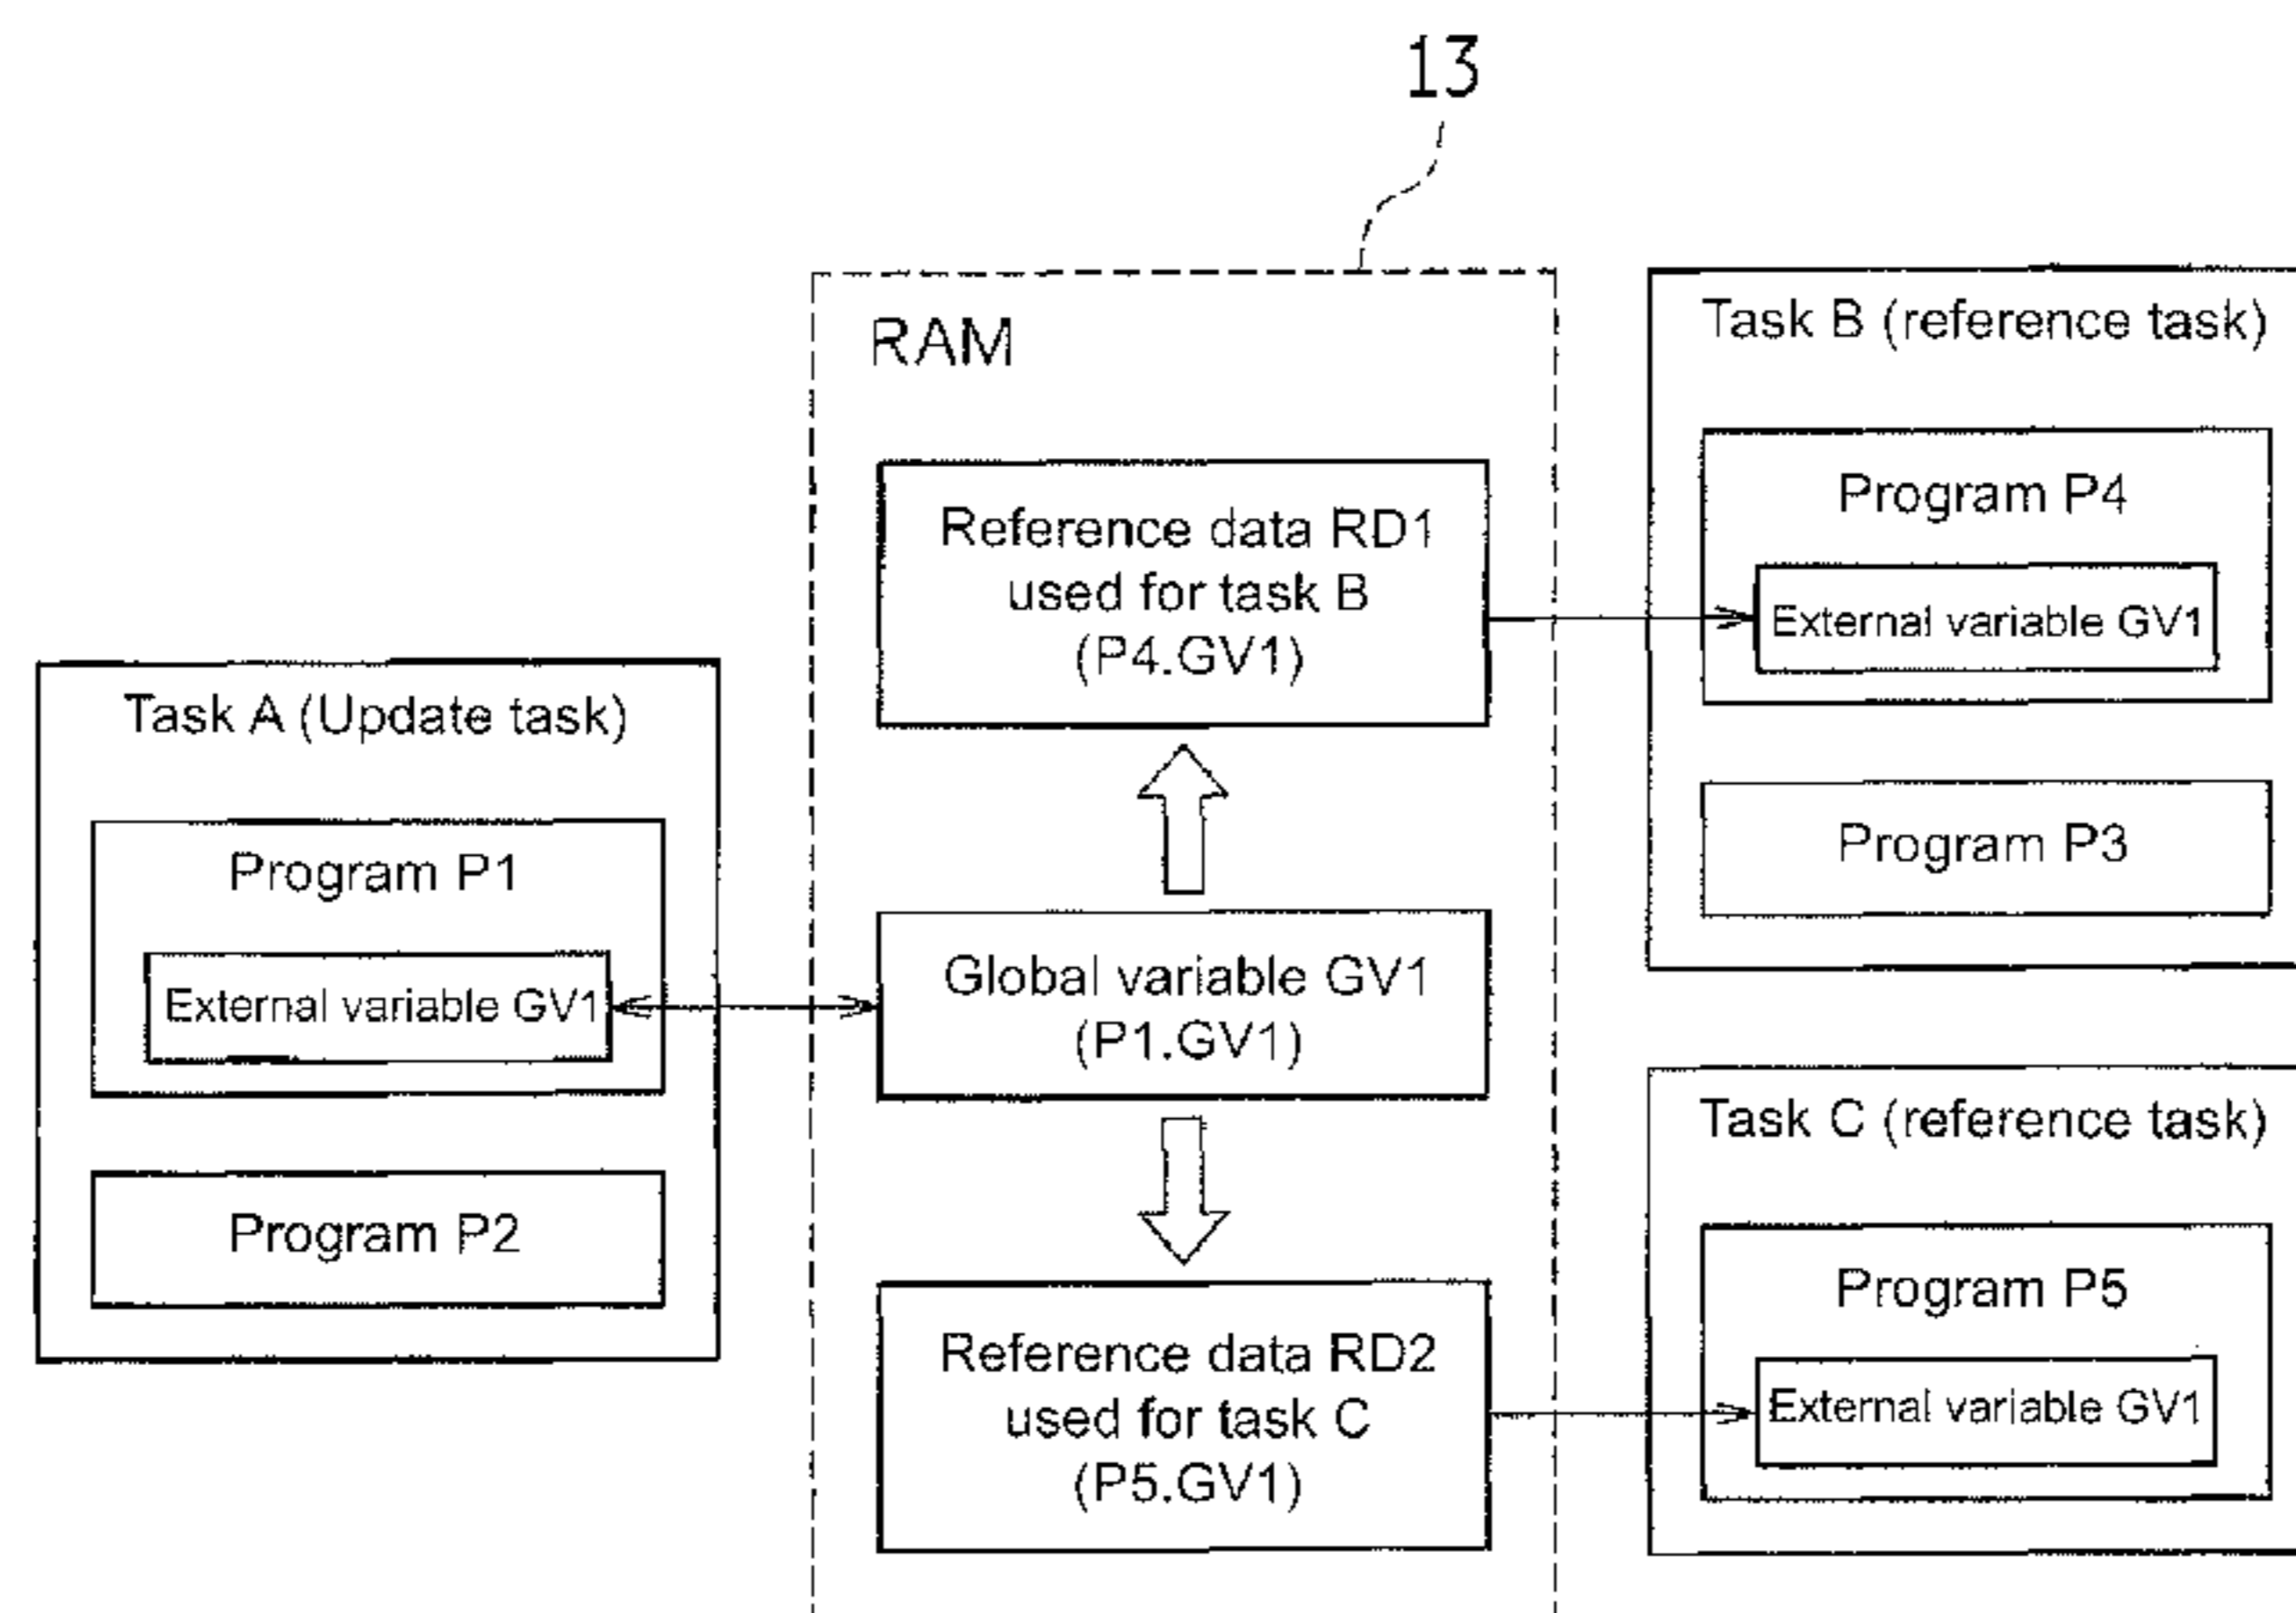 13
RAM
Reference data RD1
used for task B
(P4.GV1)
Global variable GV1
(P1.GV1)
Reference data RD2
used for task C
(P5.GV1)
Task A (Update task)
Program P1
External variable GV1
Program P2
Task B (reference task)
Program P4
External variable GV1
Program P3
Task C (reference task)
Program P5
External variable GV1